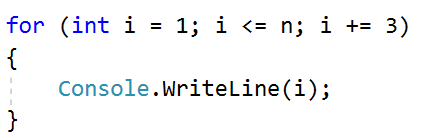 for (int i = 1; i <= n; i += 3)
{
    Console.WriteLine(i);
}